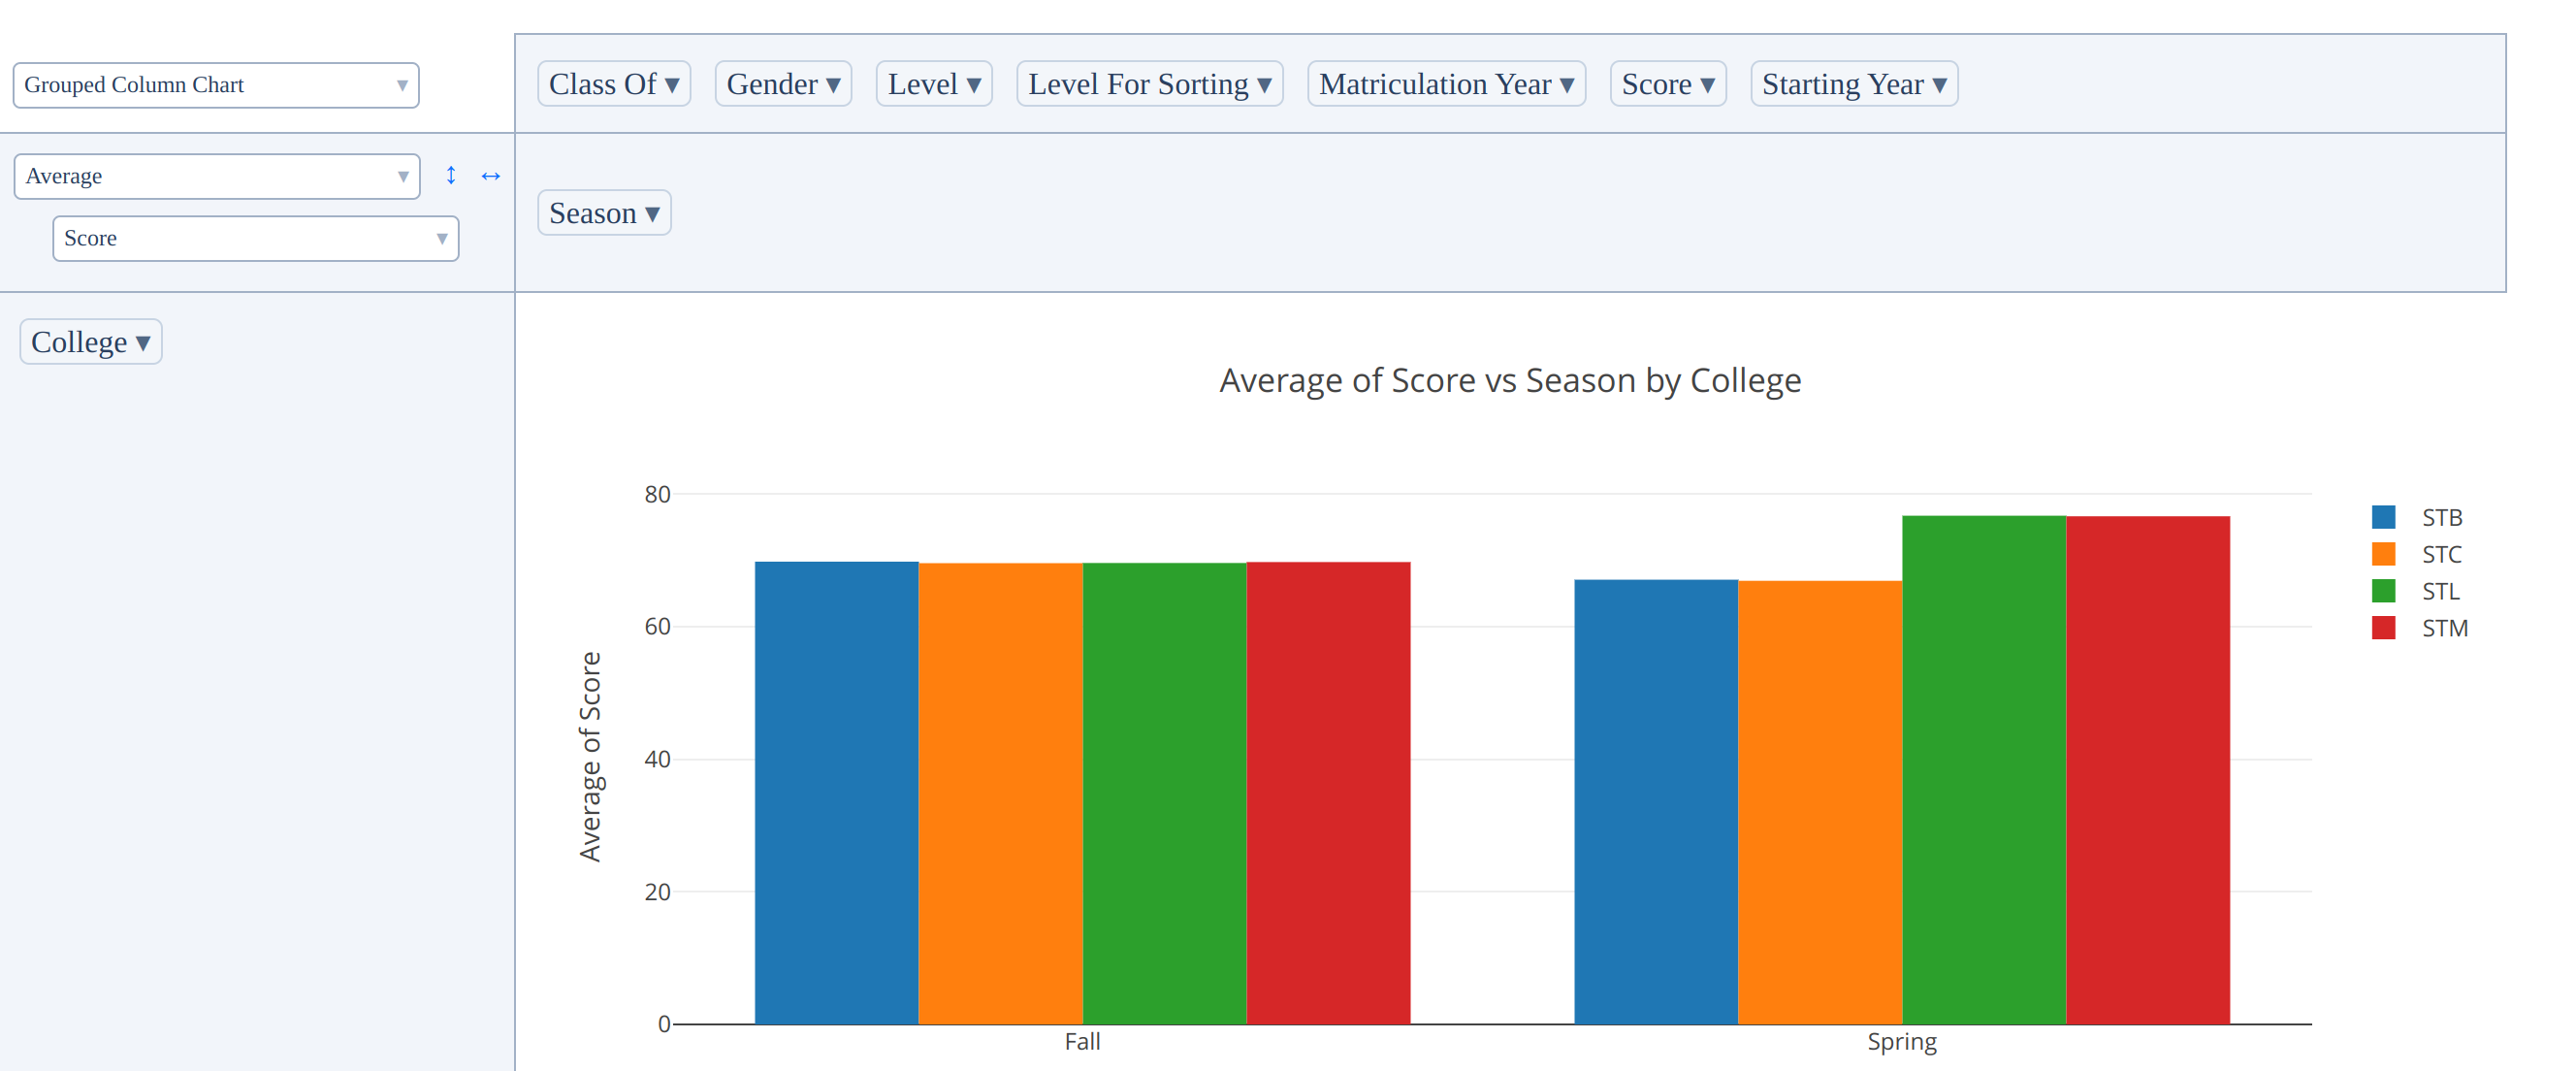 Grouped Column Chart ▾
Class Of ▾ Gender ▾ Level ▾ Level For Sorting ▾ Matriculation Year ▾ Score ▾ Starting Year ▾
Average ▾ ↕ ↔
Score ▾
Season ▾
College ▾
Average of Score vs Season by College
80
60
40
20
0
Average of Score
Fall Spring
STB
STC
STL
STM